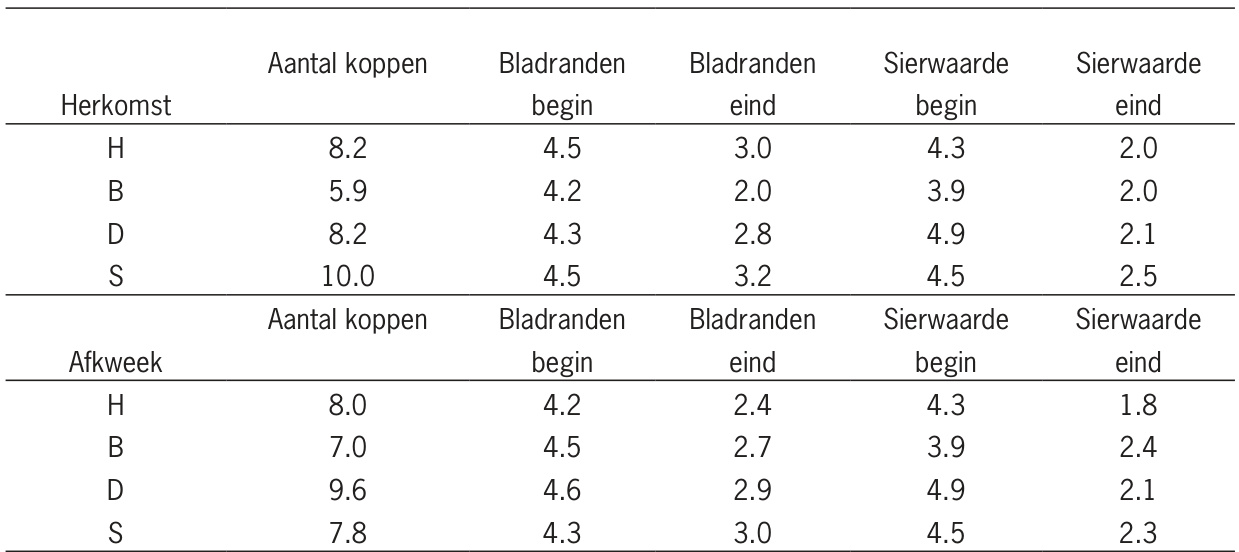 Aantal koppen Bladranden Bladranden Sierwaarde Sierwaarde
Herkomst begin eind begin eind
H 8.2 4.5 3.0 4.3 2.0
B 5.9 4.2 2.0 3.9 2.0
D 8.2 4.3 2.8 4.9 2.1
S 10.0 4.5 3.2 4.5 2.5
Aantal koppen Bladranden Bladranden Sierwaarde Sierwaarde
Afkweek begin eind begin eind
H 8.0 4.2 2.4 4.3 1.8
B 7.0 4.5 2.7 3.9 2.4
D 9.6 4.6 2.9 4.9 2.1
S 7.8 4.3 3.0 4.5 2.3